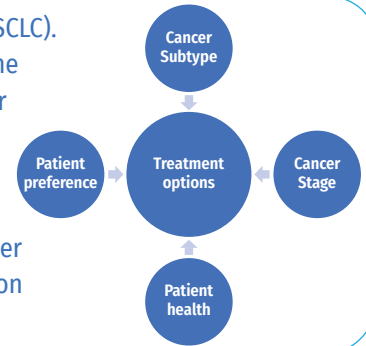 SCLC).
Cancer
Subtype
Patient
preference
Treatment
options
Cancer
Stage
Patient
health